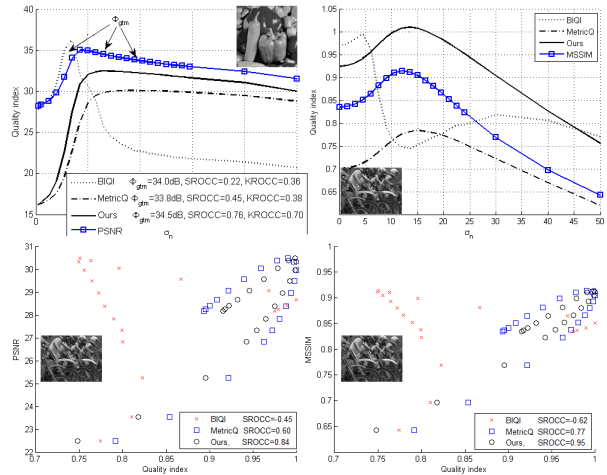 Φgtm
40
35
30
25
20
15
Quality index
0
BIQI Φgtm=34.0dB, SROCC=0.22, KROCC=0.36
MetricQ Φgtm=33.8dB, SROCC=0.45, KROCC=0.38
Ours Φgtm=34.5dB, SROCC=0.76, KROCC=0.70
PSNR
σn
BIQI
MetricQ
Ours
MSSIM
1.05
1
0.95
0.9
0.85
0.8
0.75
0.7
0.65
Quality index
0 5 10 15 20 25 30 35 40 45 50
σn
31
30
29
28
27
26
25
24
23
22
PSNR
BIQI SROCC=-0.45
MetricQ SROCC=0.60
Ours, SROCC=0.84
0.7 0.75 0.8 0.85 0.9 0.95 1
Quality index
1
0.95
0.9
0.85
0.8
0.75
0.7
0.65
0.6
MSSIM
BIQI SROCC=-0.62
MetricQ SROCC=0.77
Ours SROCC=0.95
0.7 0.75 0.8 0.85 0.9 0.95 1
Quality index